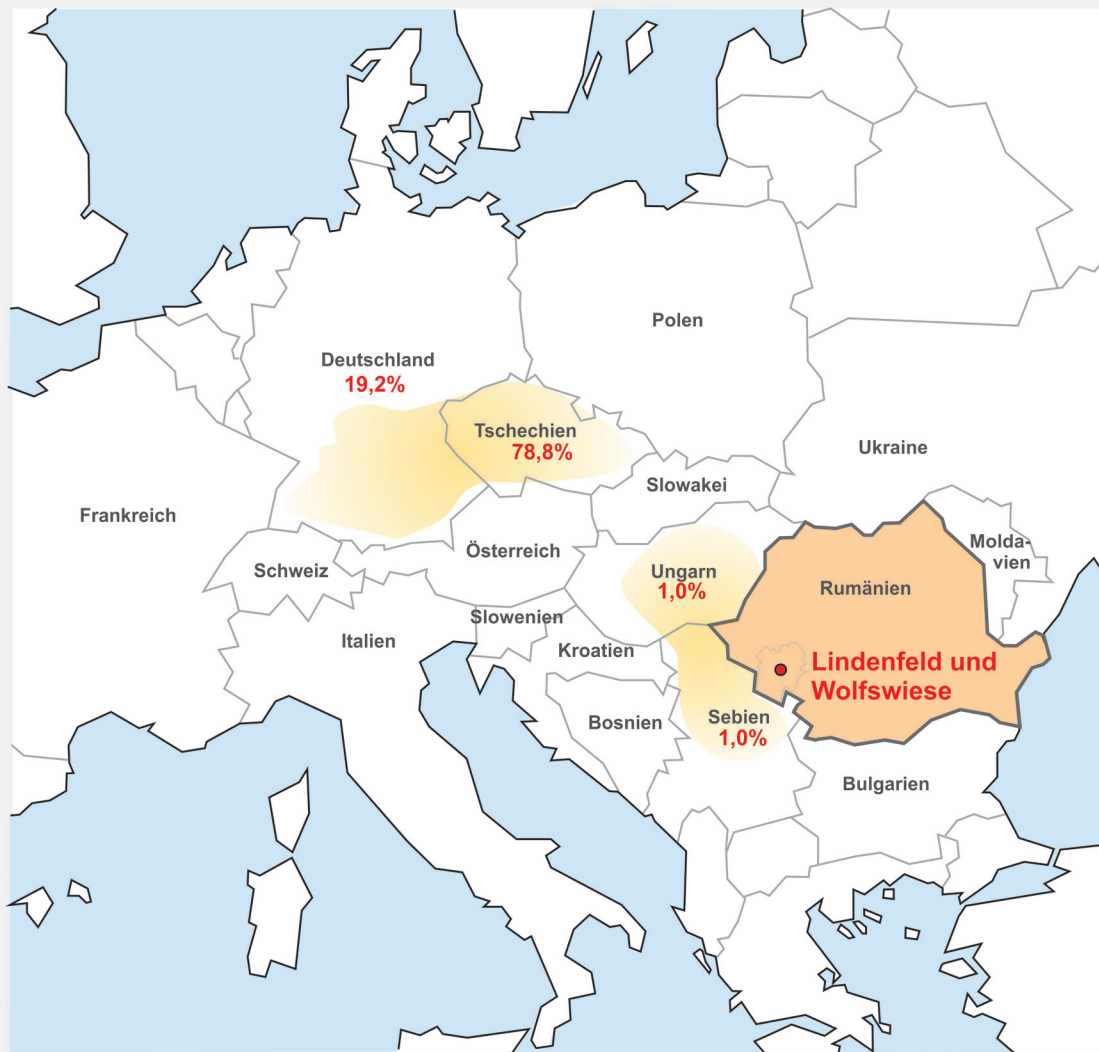 Polen
Deutschland
19,2%
Tschechien
78,8%
Ukraine
Slowakei
Frankreich
Österreich
Molda-
vien
Schweiz
Ungarn
1,0%
Rumänien
Slowenien
Italien
Kroatien
Lindenfeld und
Wolfswiese
Bosnien
Sebien
1,0%
Bulgarien